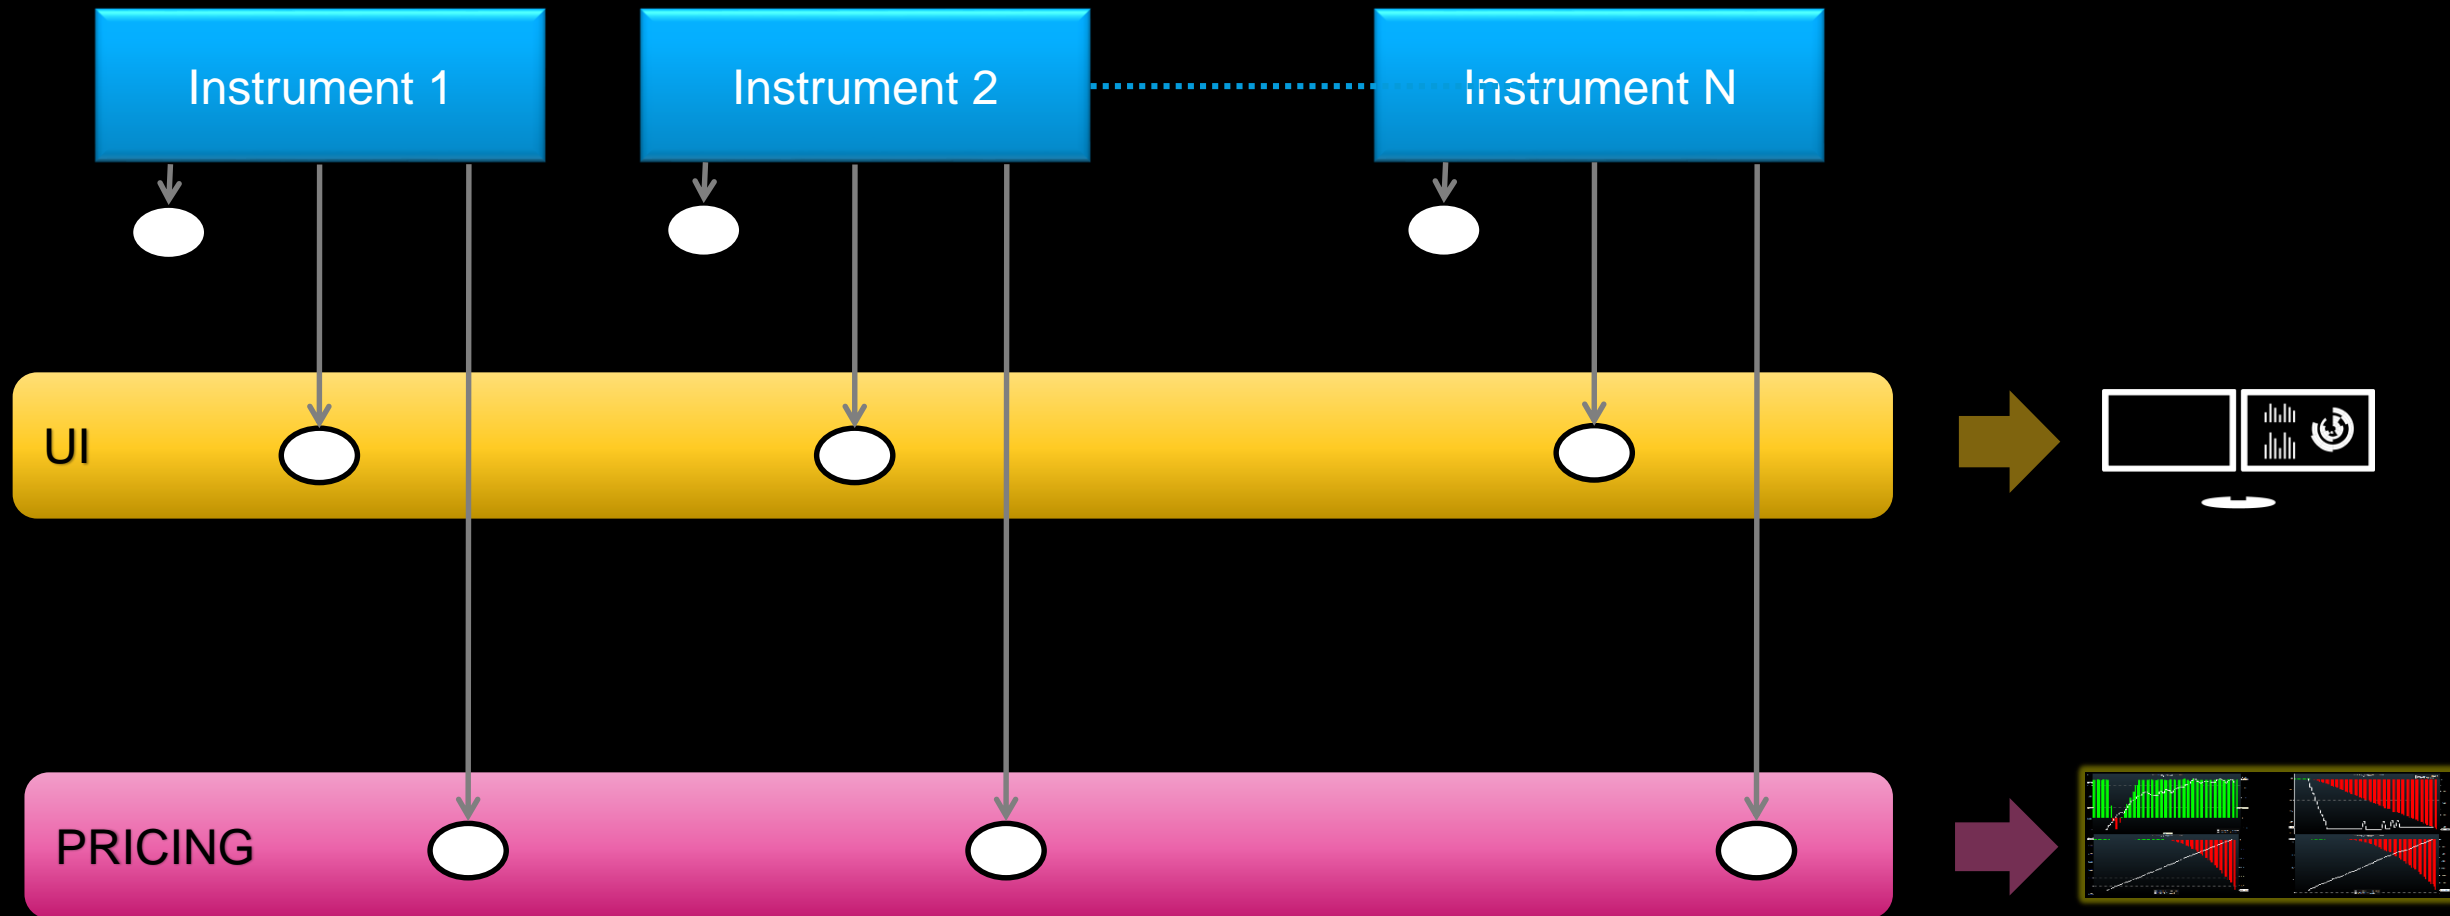 Instrument 1
Instrument 2
Instrument N
UI
PRICING